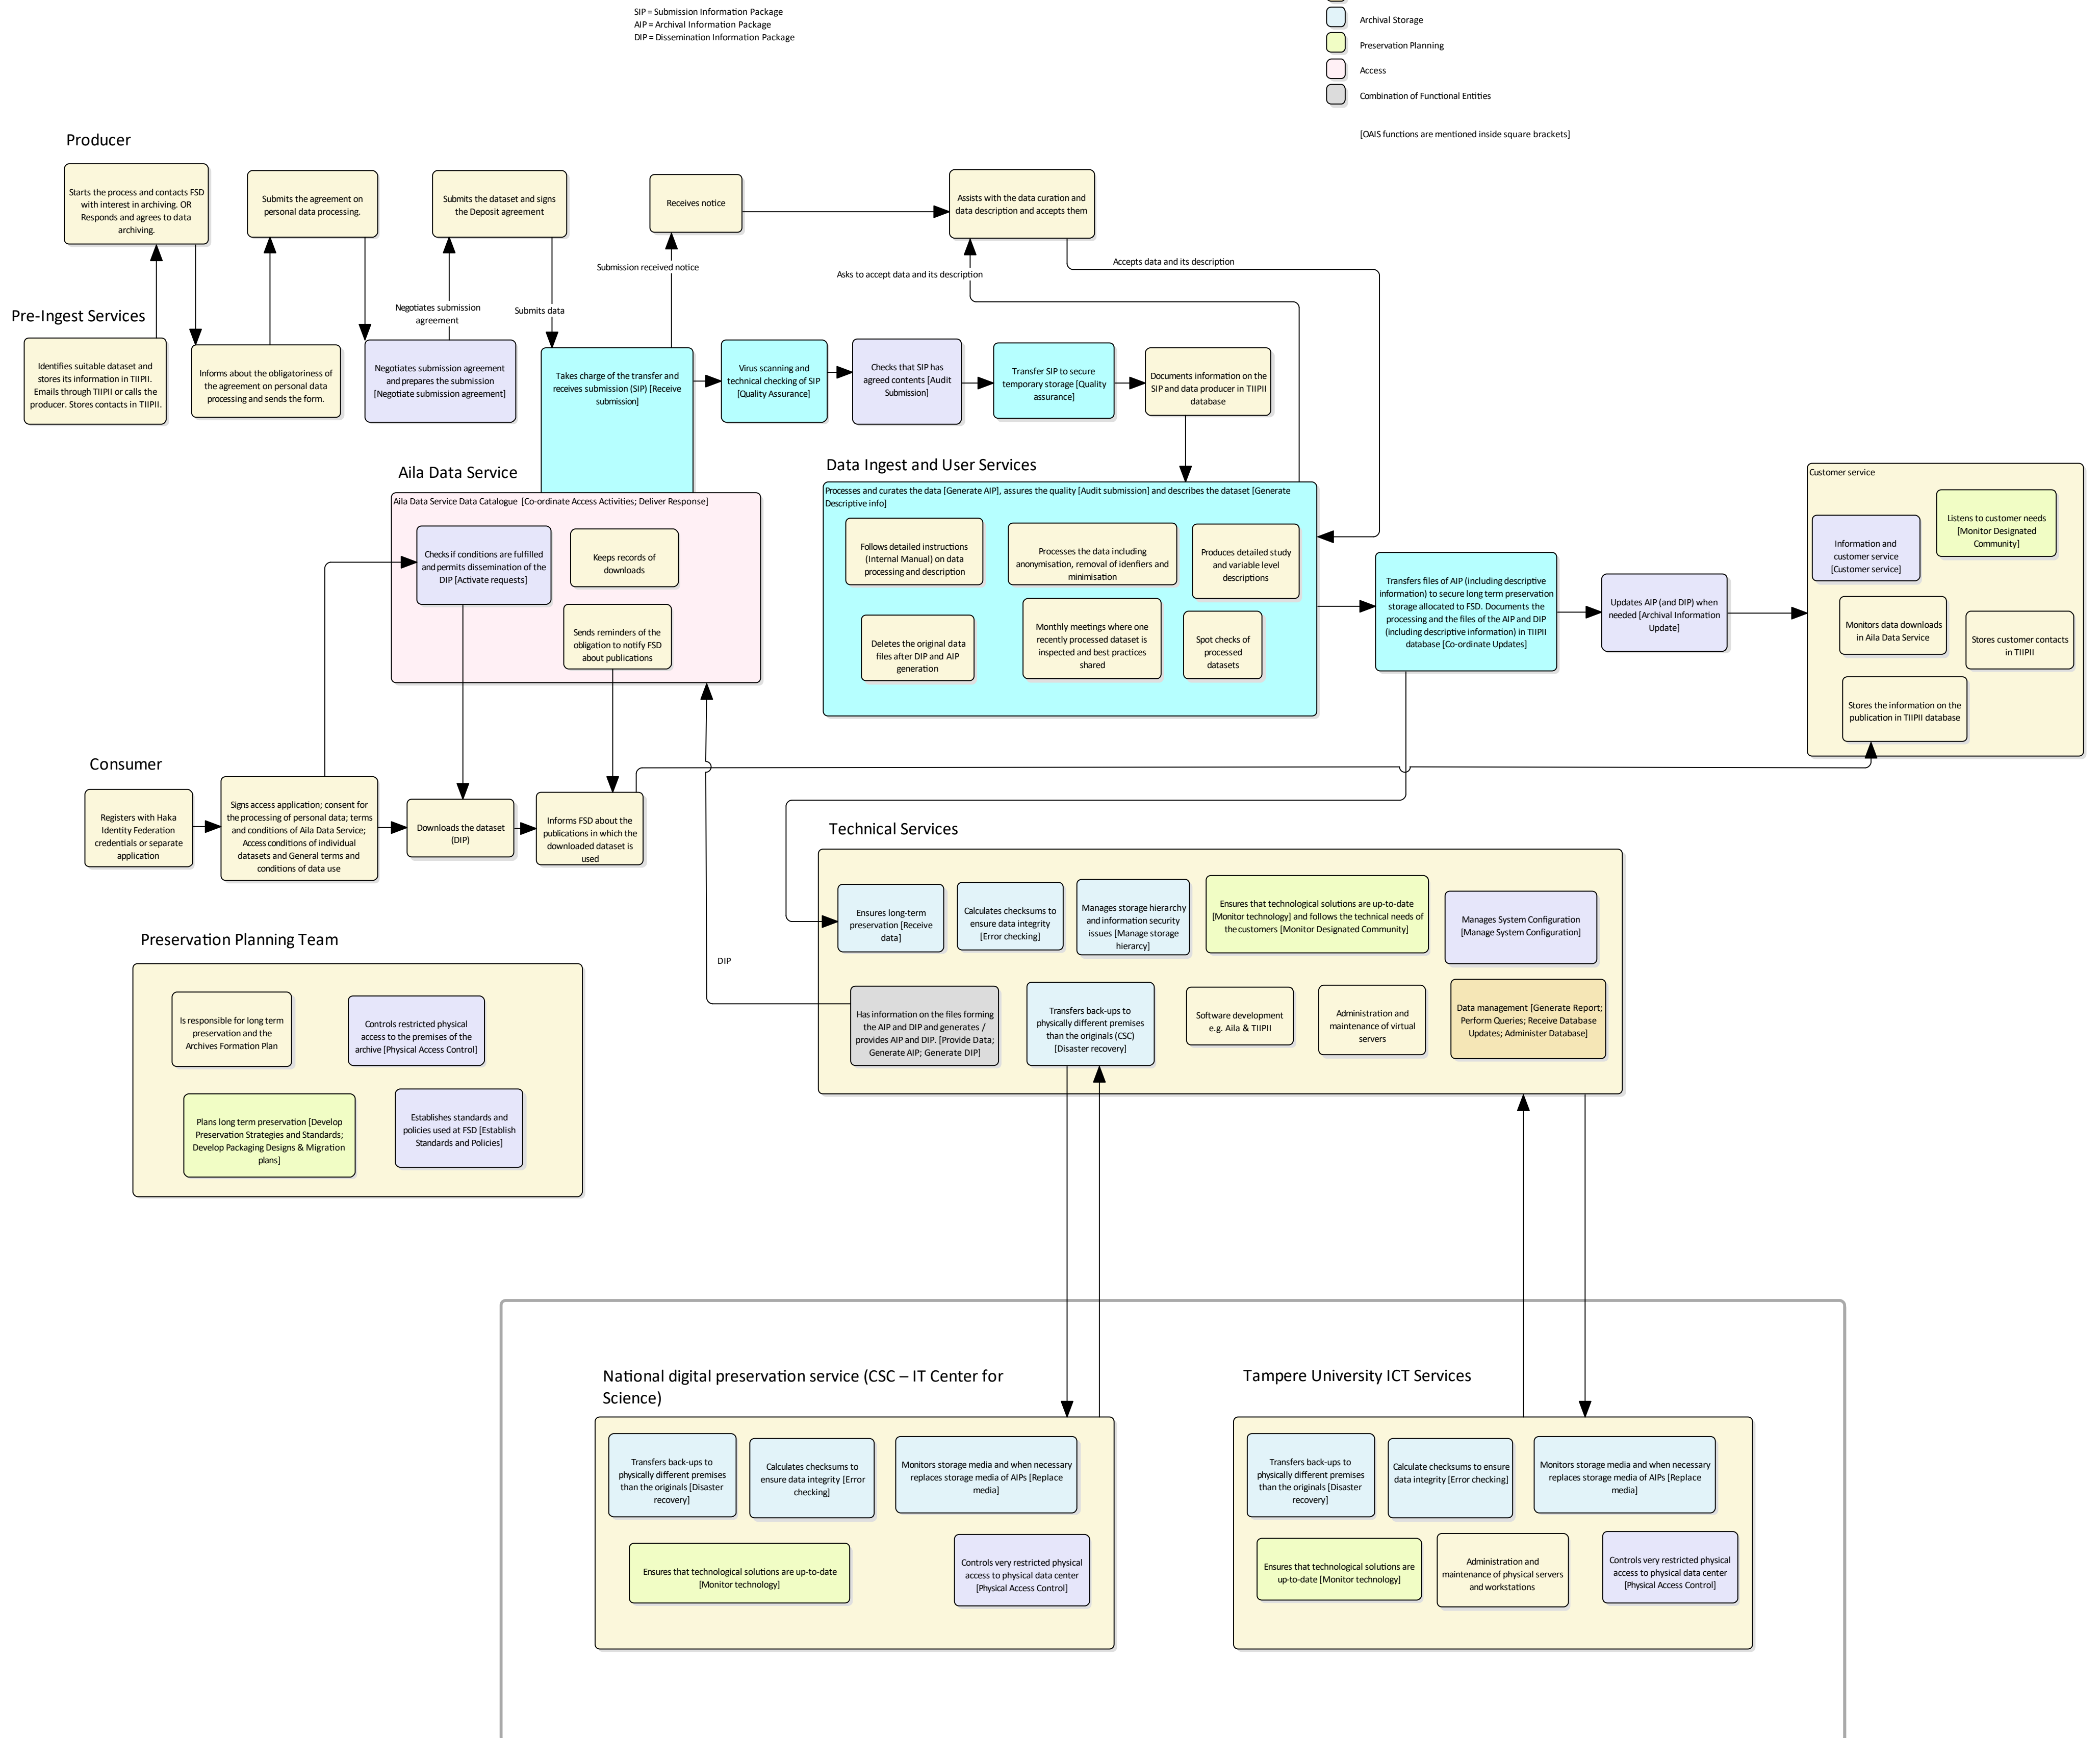 SIP = Submission Information Package
AIP = Archival Information Package
DIP = Dissemination Information Package
Archival Storage
Preservation Planning
Access
Combination of Functional Entities
[OAIS functions are mentioned inside square brackets]
Producer
Starts the process and contacts FSD
with interest in archiving. OR
Responds and agrees to data
archiving.
Submits the agreement on
personal data processing.
Submits the dataset and signs
the Deposit agreement
Receives notice
Assists with the data curation and
data description and accepts them
Submission received notice
Asks to accept data and its description
Accepts data and its description
Negotiates submission
agreement
Submits data
Pre-Ingest Services
Identifies suitable dataset and
stores its information in TIIPII.
Emails through TIIPII or calls the
producer. Stores contacts in TIIPII.
Informs about the obligatoriness of
the agreement on personal data
processing and sends the form.
Negotiates submission agreement
and prepares the submission
[Negotiate submission agreement]
Takes charge of the transfer and
receives submission (SIP) [Receive
submission]
Virus scanning and
technical checking of SIP
[Quality Assurance]
Checks that SIP has
agreed contents [Audit
Submission]
Transfer SIP to secure
temporary storage [Quality
assurance]
Documents information on the
SIP and data producer in TIIPII
database
Aila Data Service
Aila Data Service Data Catalogue [Co-ordinate Access Activities; Deliver Response]
Checks if conditions are fulfilled
and permits dissemination of the
DIP [Activate requests]
Keeps records of
downloads
Sends reminders of the
obligation to notify FSD
about publications
Data Ingest and User Services
Processes and curates the data [Generate AIP], assures the quality [Audit submission] and describes the dataset [Generate
Descriptive info]
Follows detailed instructions
(Internal Manual) on data
processing and description
Processes the data including
anonymisation, removal of idenfiers and
minimisation
Produces detailed study
and variable level
descriptions
Deletes the original data
files after DIP and AIP
generation
Monthly meetings where one
recently processed dataset is
inspected and best practices
shared
Spot checks of
processed
datasets
Transfers files of AIP (including descriptive
information) to secure long term preservation
storage allocated to FSD. Documents the
processing and the files of the AIP and DIP
(including descriptive information) in TIIPII
database [Co-ordinate Updates]
Updates AIP (and DIP) when
needed [Archival Information
Update]
Customer service
Information and
customer service
[Customer service]
Listens to customer needs
[Monitor Designated
Community]
Monitors data downloads
in Aila Data Service
Stores customer contacts
in TIIPII
Stores the information on the
publication in TIIPII database
Consumer
Registers with Haka
Identity Federation
credentials or separate
application
Signs access application; consent for
the processing of personal data; terms
and conditions of Aila Data Service;
Access conditions of individual
datasets and General terms and
conditions of data use
Downloads the dataset
(DIP)
Informs FSD about the
publications in which the
downloaded dataset is
used
DIP
Technical Services
Ensures long-term
preservation [Receive
data]
Calculates checksums to
ensure data integrity
[Error checking]
Manages storage hierarchy
and information security
issues [Manage storage
hierarcy]
Ensures that technological solutions are up-to-date
[Monitor technology] and follows the technical needs of
the customers [Monitor Designated Community]
Manages System Configuration
[Manage System Configuration]
Has information on the files forming
the AIP and DIP and generates /
provides AIP and DIP. [Provide Data;
Generate AIP; Generate DIP]
Transfers back-ups to
physically different premises
than the originals (CSC)
[Disaster recovery]
Software development
e.g. Aila & TIIPII
Administration and
maintenance of virtual
servers
Data management [Generate Report;
Perform Queries; Receive Database
Updates; Administer Database]
Preservation Planning Team
Is responsible for long term
preservation and the
Archives Formation Plan
Controls restricted physical
access to the premises of the
archive [Physical Access Control]
Plans long term preservation [Develop
Preservation Strategies and Standards;
Develop Packaging Designs & Migration
plans]
Establishes standards and
policies used at FSD [Establish
Standards and Policies]
National digital preservation service (CSC – IT Center for
Science)
Transfers back-ups to
physically different premises
than the originals [Disaster
recovery]
Calculates checksums to
ensure data integrity [Error
checking]
Monitors storage media and when necessary
replaces storage media of AIPs [Replace
media]
Ensures that technological solutions are up-to-date
[Monitor technology]
Controls very restricted physical
access to physical data center
[Physical Access Control]
Tampere University ICT Services
Transfers back-ups to
physically different premises
than the originals [Disaster
recovery]
Calculate checksums to ensure
data integrity [Error checking]
Monitors storage media and when necessary
replaces storage media of AIPs [Replace
media]
Ensures that technological solutions are
up-to-date [Monitor technology]
Administration and
maintenance of physical servers
and workstations
Controls very restricted physical
access to physical data center
[Physical Access Control]